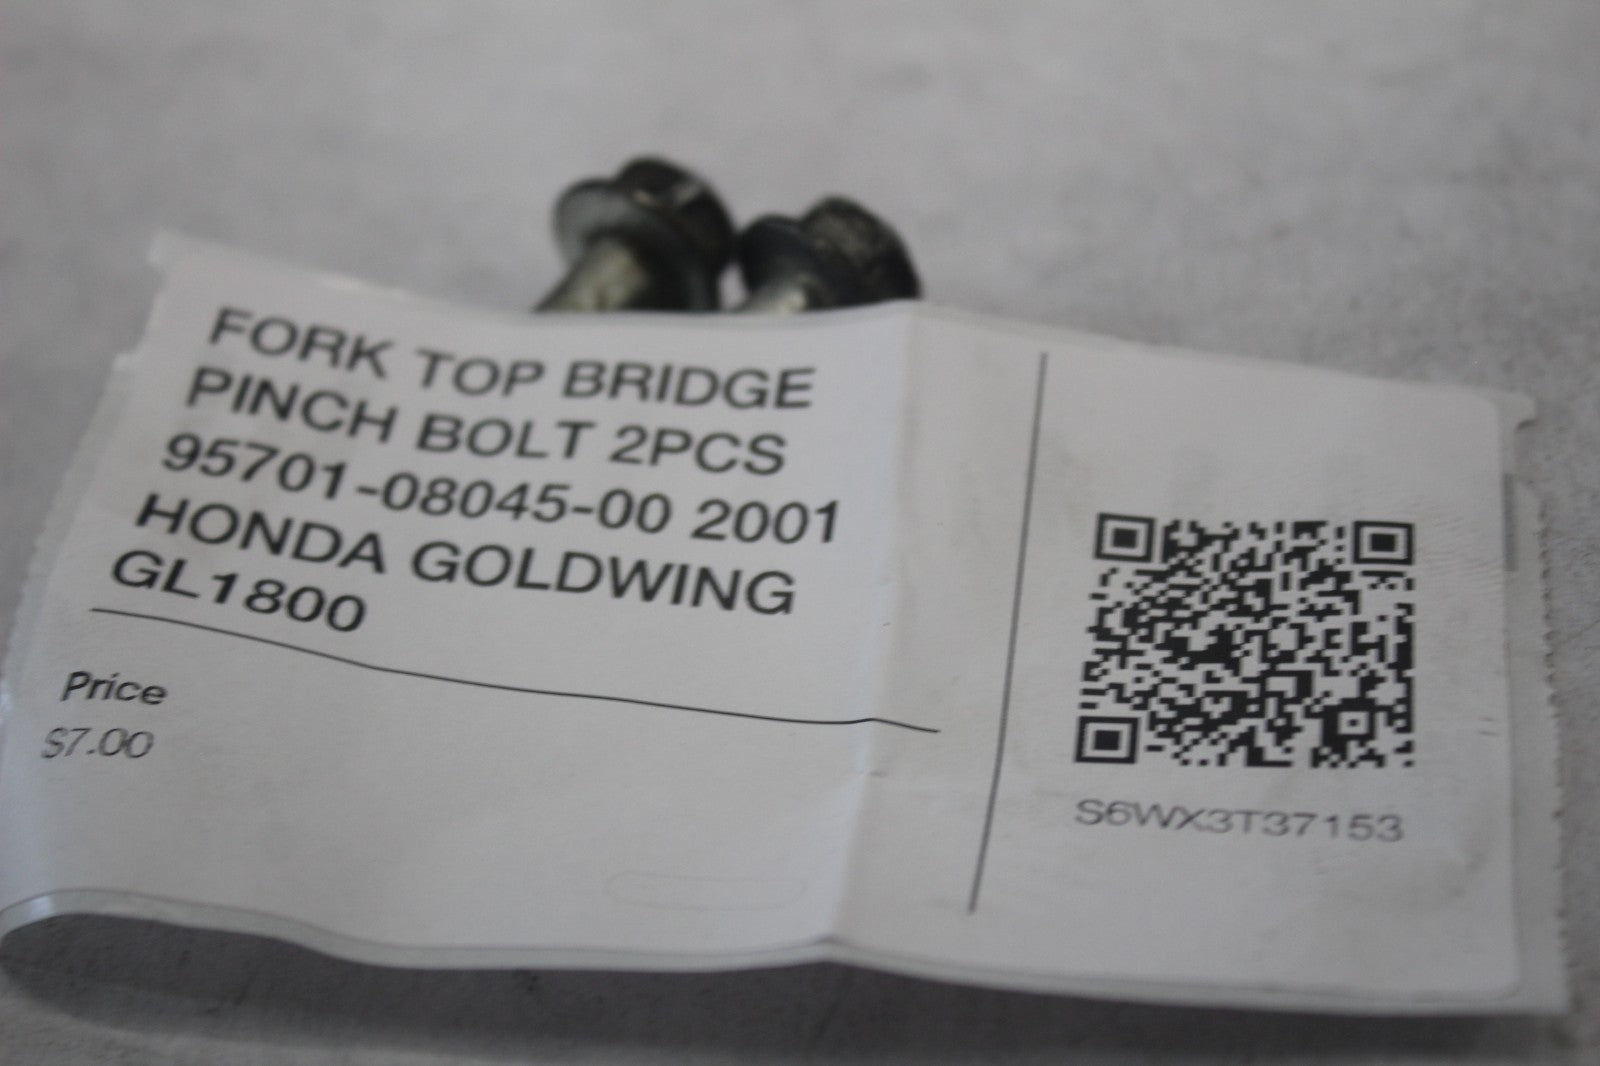 FORK TOP BRIDGE
PINCH BOLT 2PCS
95701-08045-00 2001
HONDA GOLDWING
GL1800
Price
$7.00
S6WX3T37153